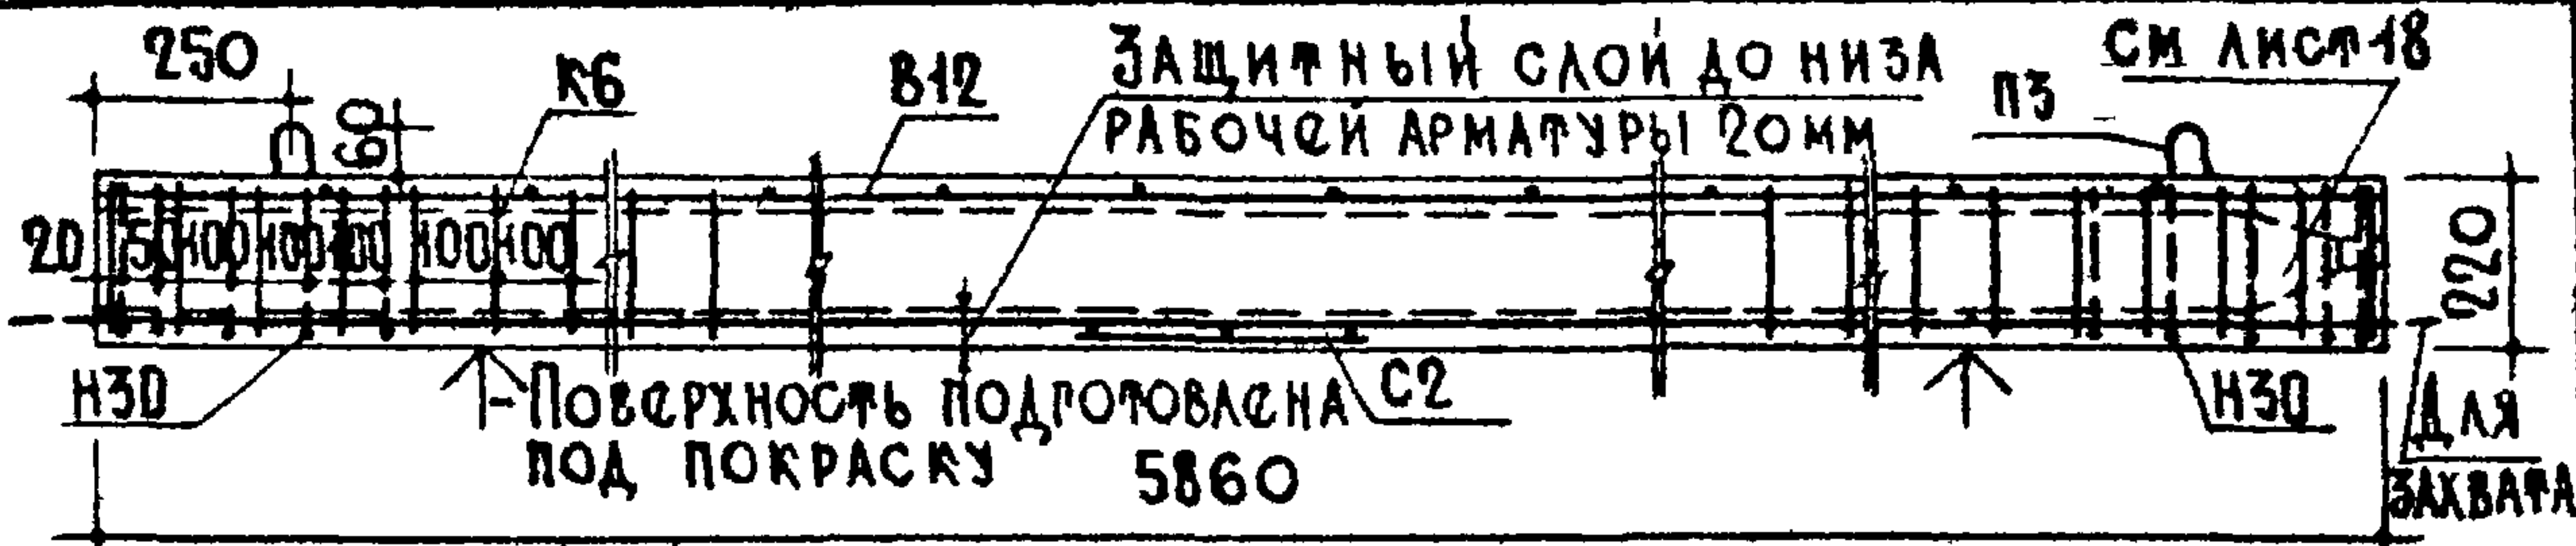 250
К6
В12
ЗАЩИТНЫЙ СЛОЙ ДО НИЗА
РАБОЧЕЙ АРМАТУРЫ 20ММ
П3
СМ ЛИСТ 18
60
20
50 100 100 100 100 100
220
Н30
ПОВЕРХНОСТЬ ПОДГОТОВЛЕНА
ПОД ПОКРАСКУ
С2
5860
Н30
ДЛЯ
ЗАХВАТА